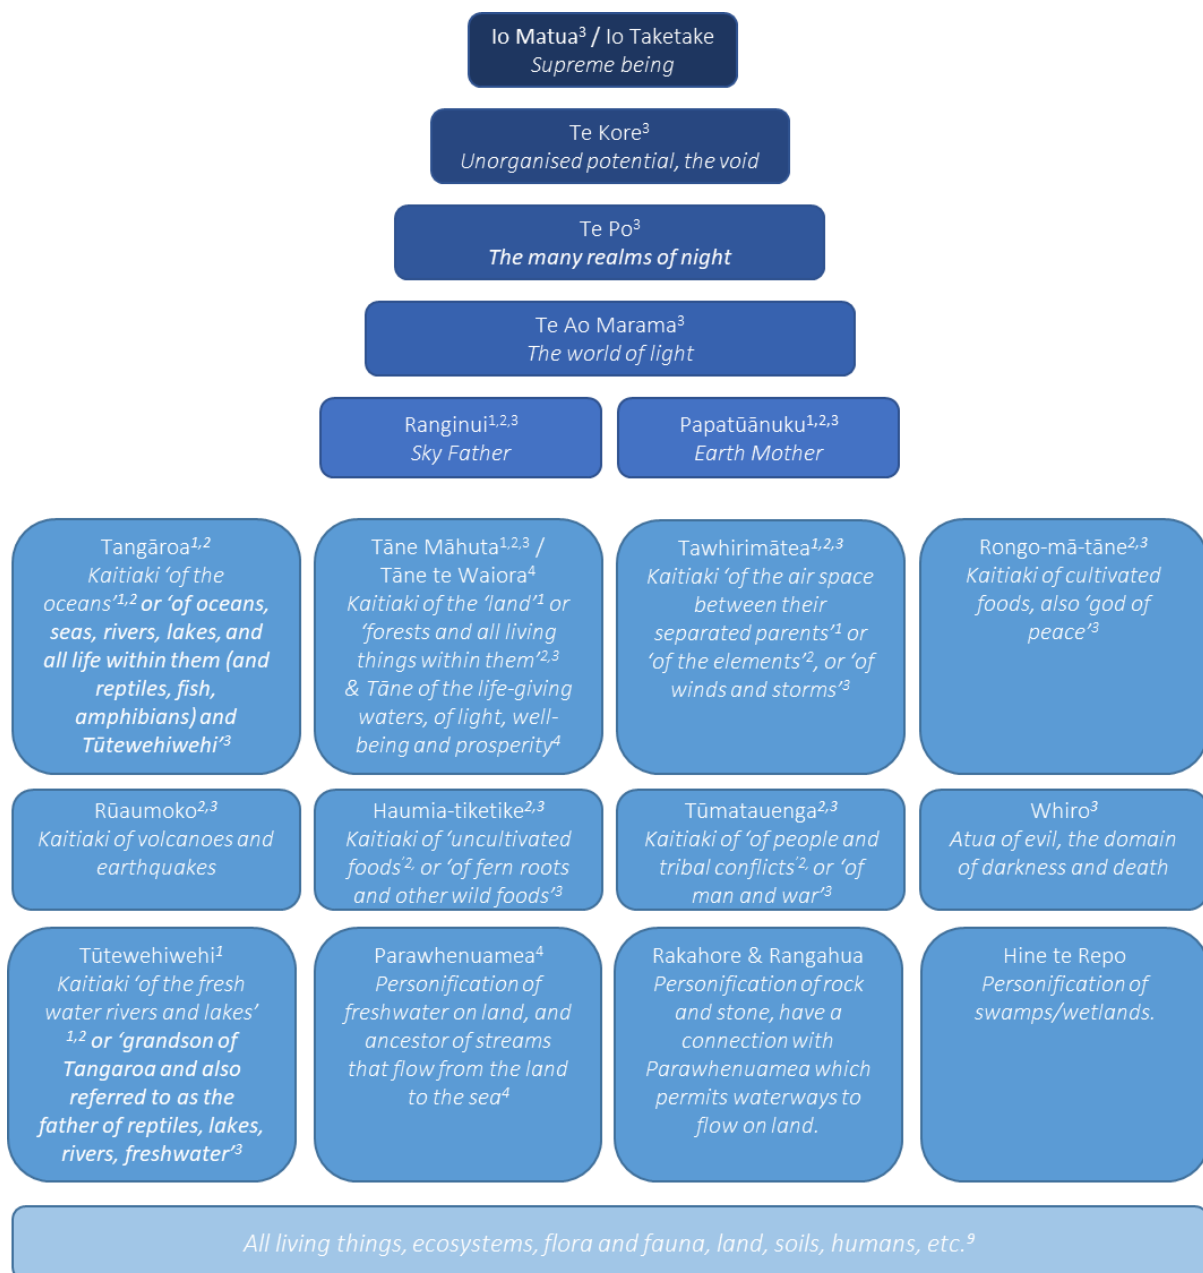 Io Matua³ / Io Taketake
Supreme being
Te Kore³
Unorganised potential, the void
Te Po³
The many realms of night
Te Ao Marama³
The world of light
Ranginui¹,²,³
Sky Father
Papatūānuku¹,²,³
Earth Mother
Tangāroa¹,²
Kaitiaki ‘of the
oceans’¹,² or ‘of oceans,
seas, rivers, lakes, and
all life within them (and
reptiles, fish,
amphibians) and
Tūtewehiwehi’³
Tāne Māhuta¹,²,³ /
Tāne te Waiora⁴
Kaitiaki of the ‘land’¹ or
‘forests and all living
things within them’²,³
& Tāne of the life-giving
waters, of light, well-
being and prosperity⁴
Tawhirimātea¹,²,³
Kaitiaki ‘of the air space
between their
separated parents’¹ or
‘of the elements’², or ‘of
winds and storms’³
Rongo-mā-tāne²,³
Kaitiaki of cultivated
foods, also ‘god of
peace’³
Rūaumoko²,³
Kaitiaki of volcanoes and
earthquakes
Haumia-tiketike²,³
Kaitiaki of ‘uncultivated
foods’², or ‘of fern roots
and other wild foods’³
Tūmatauenga²,³
Kaitiaki of ‘of people and
tribal conflicts’², or ‘of
man and war’³
Whiro³
Atua of evil, the domain
of darkness and death
Tūtewehiwehi¹
Kaitiaki ‘of the fresh
water rivers and lakes’
¹,² or ‘grandson of
Tangaroa and also
referred to as the
father of reptiles, lakes,
rivers, freshwater’³
Parawhenuamea⁴
Personification of
freshwater on land, and
ancestor of streams
that flow from the land
to the sea⁴
Rakahore & Rangahua
Personification of rock
and stone, have a
connection with
Parawhenuamea which
permits waterways to
flow on land.
Hine te Repo
Personification of
swamps/wetlands.
All living things, ecosystems, flora and fauna, land, soils, humans, etc.⁹